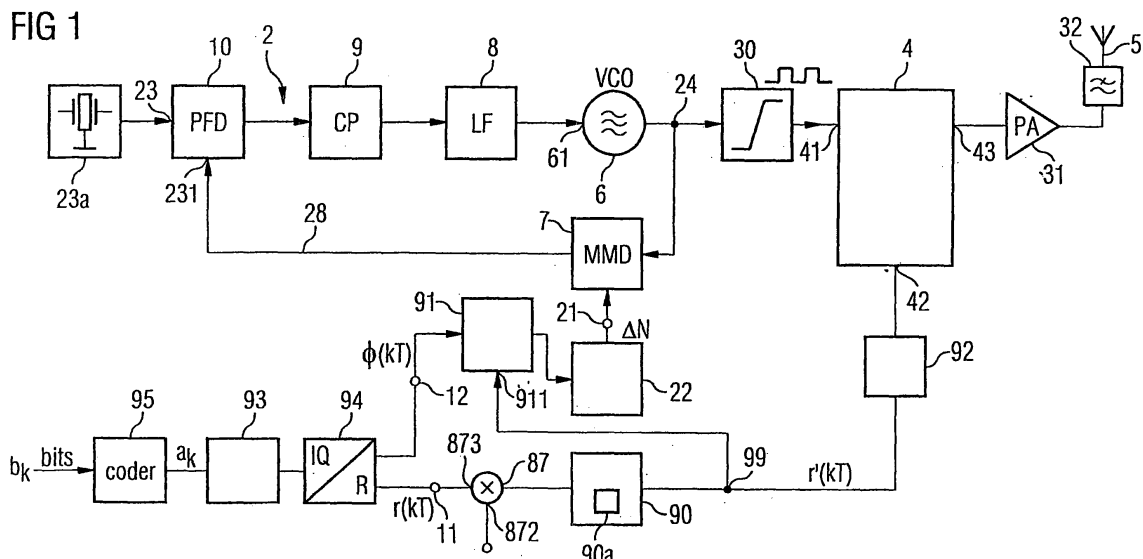 FIG 1
10
2
9
8
VCO
24
30
4
32
5
23
PFD
CP
LF
61
6
41
43
PA
31
23a
231
28
7
MMD
42
91
21
ΔN
92
ϕ(kT)
12
911
22
95
93
94
873
87
99
bk bits
coder
ak
IQ
R
r(kT)
11
872
90
r'(kT)
90a